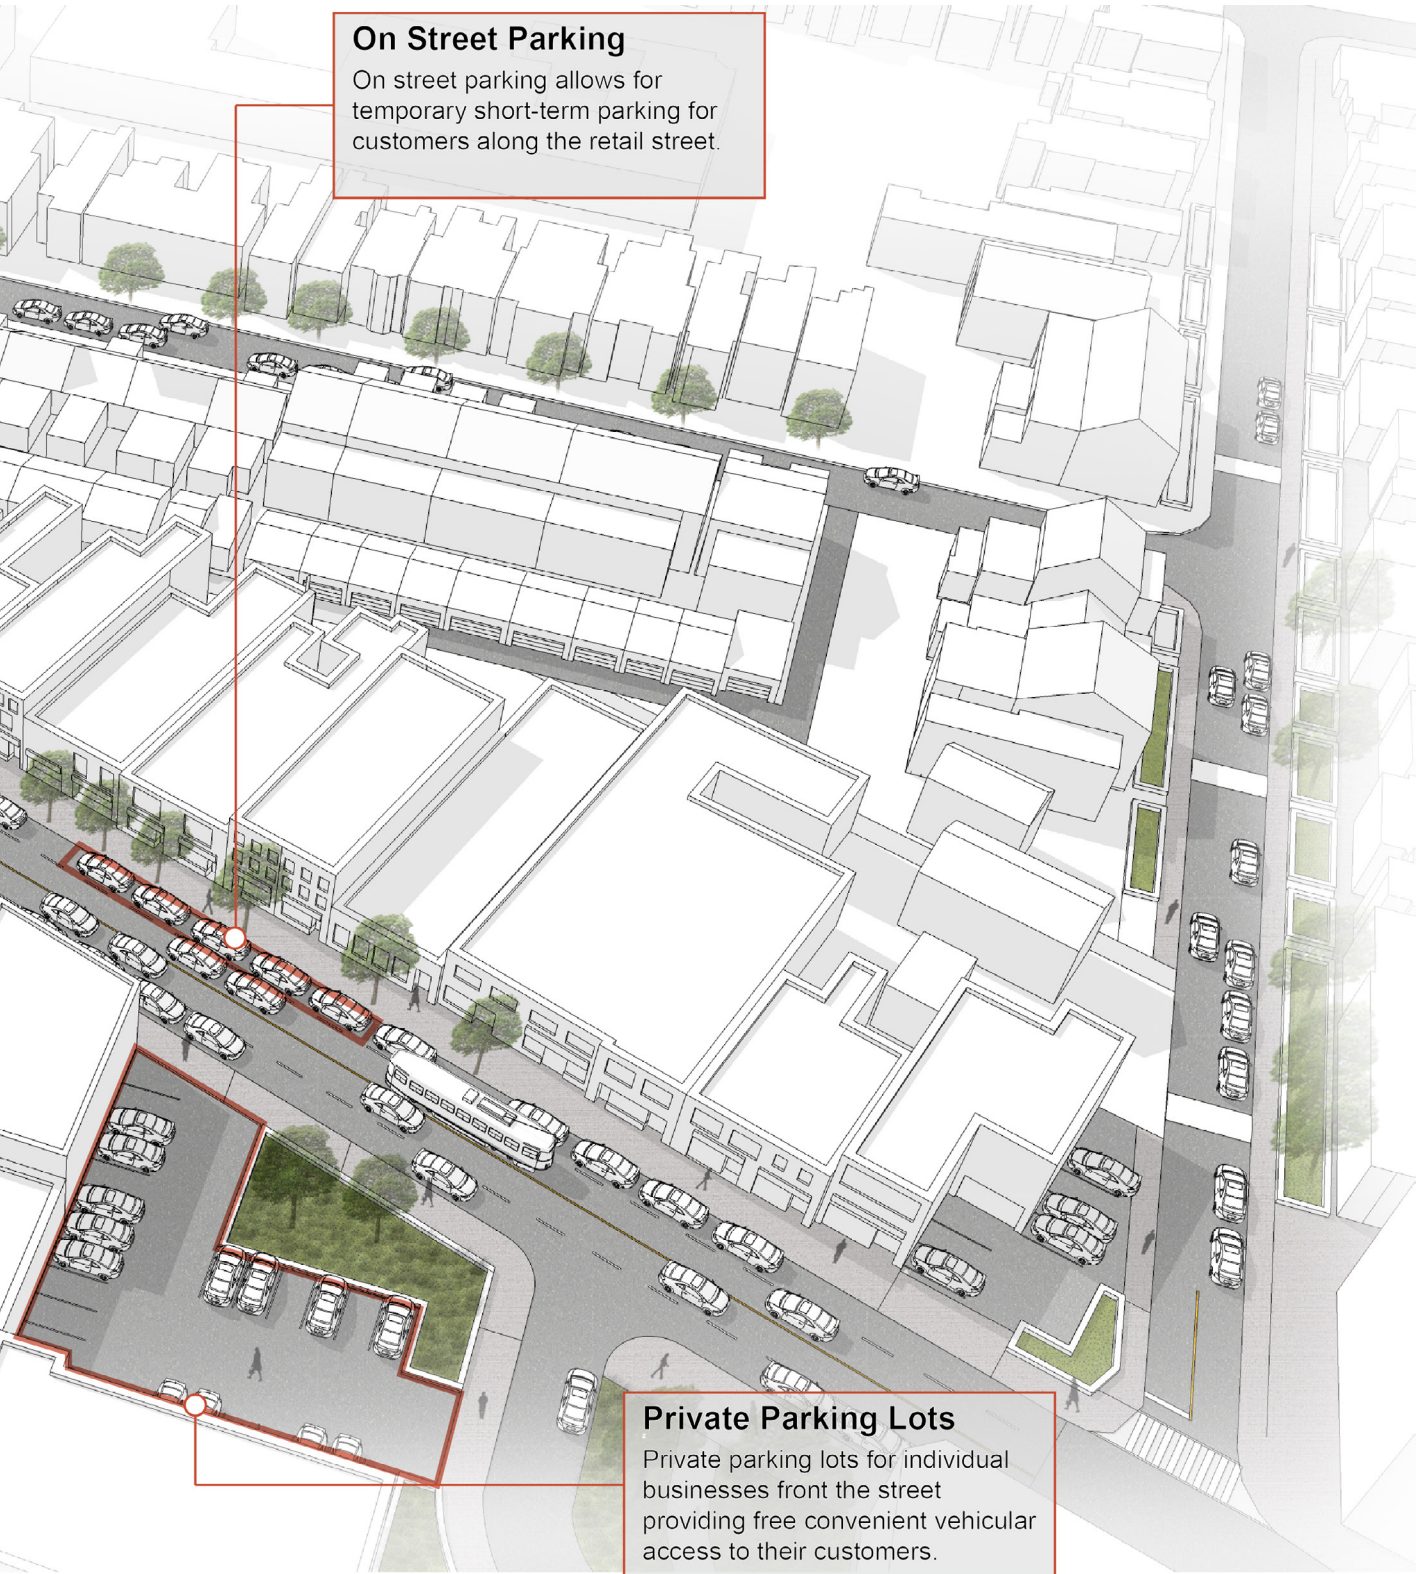 On Street Parking
On street parking allows for
temporary short-term parking for
customers along the retail street.
Private Parking Lots
Private parking lots for individual
businesses front the street
providing free convenient vehicular
access to their customers.